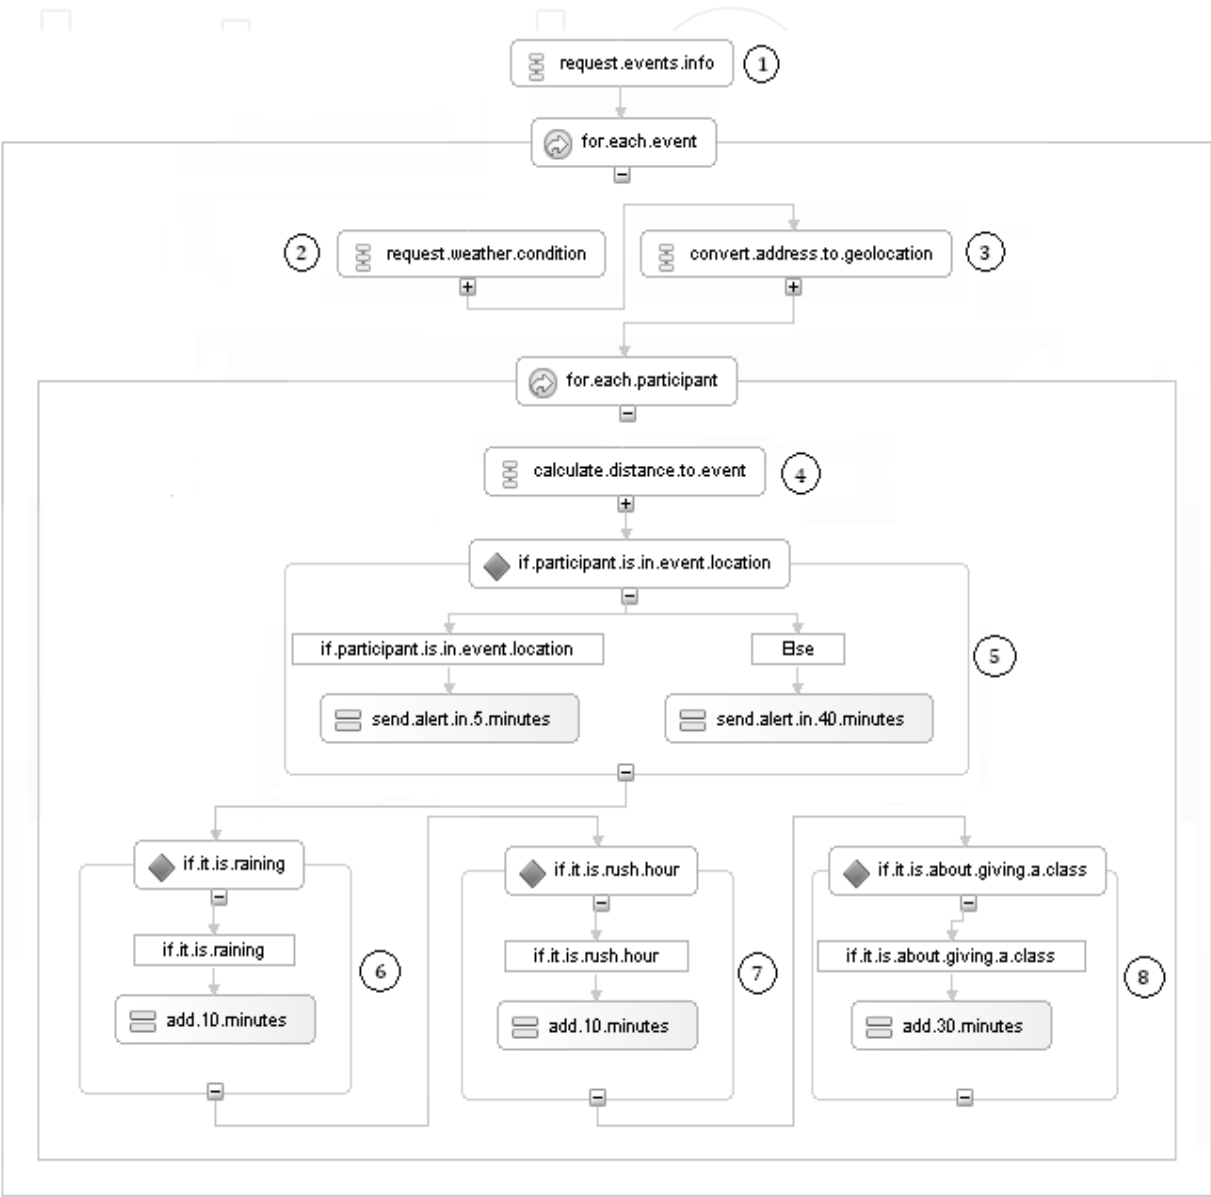 request.events.info
1
for.each.event
2
request.weather.condition
convert.address.to.geolocation
3
for.each.participant
calculate.distance.to.event
4
if.participant.is.in.event.location
if.participant.is.in.event.location
Else
5
send.alert.in.5.minutes
send.alert.in.40.minutes
if.it.is.raining
if.it.is.rush.hour
if.it.is.about.giving.a.class
if.it.is.raining
if.it.is.rush.hour
if.it.is.about.giving.a.class
6
7
8
add.10.minutes
add.10.minutes
add.30.minutes